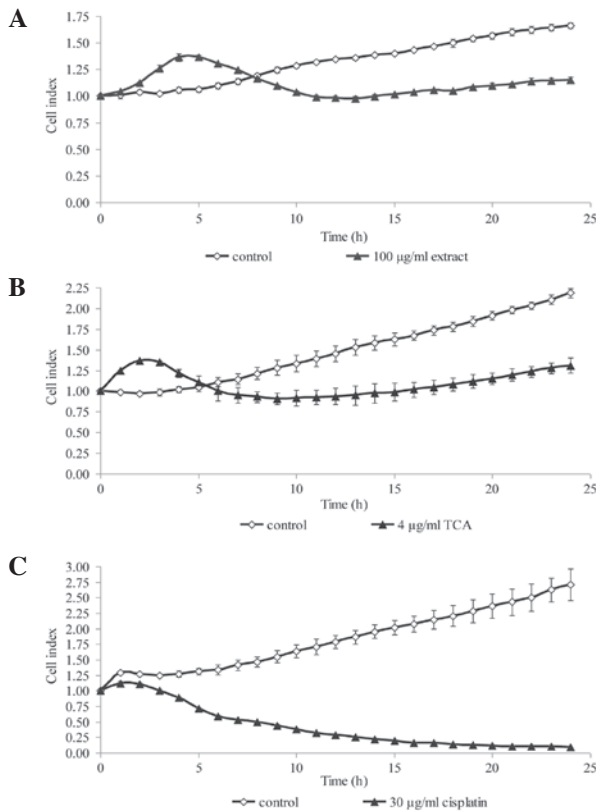 A
1.75
1.50
1.25
1.00
0.75
0.50
0.25
0.00
Cell index
0 5 10 15 20 25
Time (h)
control 100 µg/ml extract
B
2.25
2.00
1.75
1.50
1.25
1.00
0.75
0.50
0.25
0.00
Cell index
0 5 10 15 20 25
Time (h)
control 4 µg/ml TCA
C
3.00
2.75
2.50
2.25
2.00
1.75
1.50
1.25
1.00
0.75
0.50
0.25
0.00
Cell index
0 5 10 15 20 25
Time (h)
control 30 µg/ml cisplatin